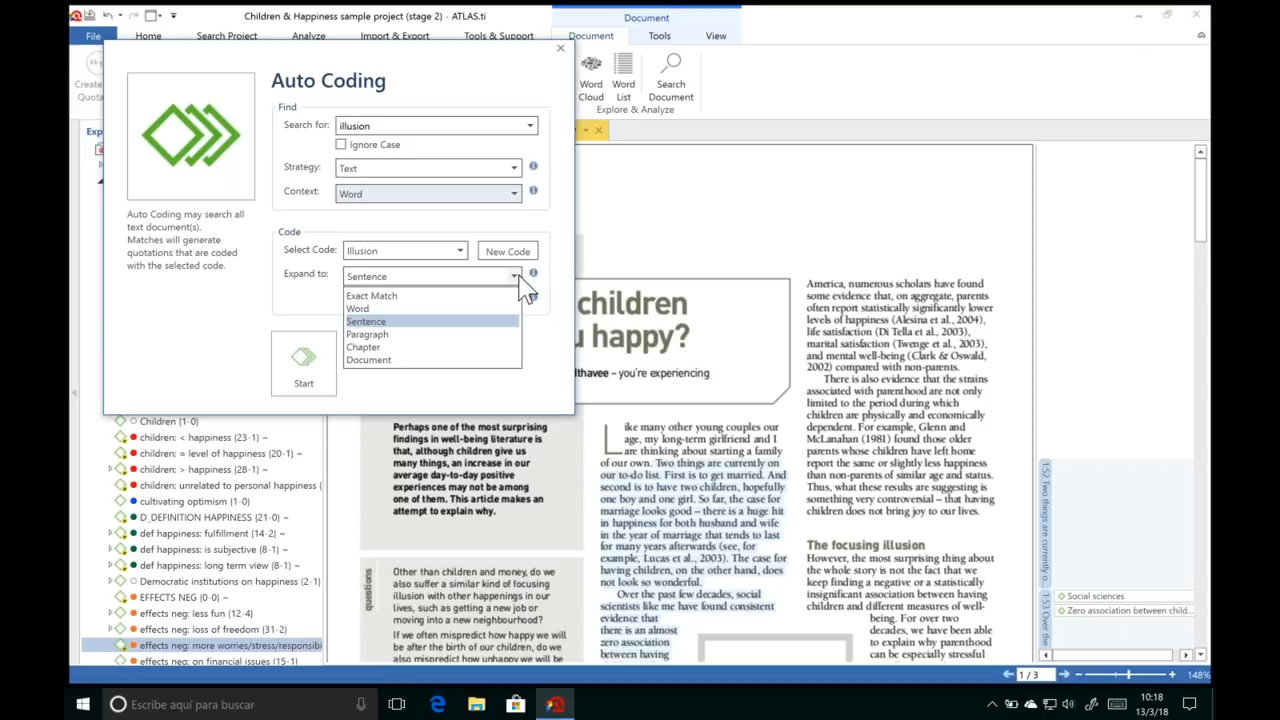 Children & Happiness sample project (stage 2) - ATLAS.ti
Document
File
Home
Search Project
Analyze
Import & Export
Tools & Support
Document
Tools
View
Create
Quota
Word
Cloud
Word
List
Search
Document
Explore & Analyze
Exp
Auto Coding
Find
Search for:
illusion
Ignore Case
Strategy:
Text
Context:
Word
Auto Coding may search all
text document(s).
Matches will generate
quotations that are coded
with the selected code.
Code
Select Code:
Illusion
New Code
Expand to:
Sentence
Exact Match
Word
Sentence
Paragraph
Chapter
Document
Start
Children (1-0)
children: < happiness (23-1) ~
children: = level of happiness (20-1) ~
children: > happiness (28-1) ~
children: unrelated to personal happiness (
cultivating optimism (1-0)
D_DEFINITION HAPPINESS (21-0) ~
def happiness: fulfillment (14-2) ~
def happiness: is subjective (8-1) ~
def happiness: long term view (8-1) ~
Democratic institutions on happiness (2-1)
EFFECTS NEG (0-0) ~
effects neg: less fun (12-4)
effects neg: loss of freedom (31-2)
effects neg: more worries/stress/responsibi
effects neg: on financial issues (15-1)
children
u happy?
lthavee – you're experiencing
Perhaps one of the most surprising
findings in well-being literature is
that, although children give us
many things, an increase in our
average day-to-day positive
experiences may not be among
one of them. This article makes an
attempt to explain why.
questions
Other than children and money, do we
also suffer a similar kind of focusing
illusion with other happenings in our
lives, such as getting a new job or
moving into a new neighbourhood?
If we often mispredict how happy we will
be after the birth of our children, do we
also mispredict how unhappy we will be
Like many other young couples our
age, my long-term girlfriend and I
are thinking about starting a family
of our own. Two things are currently on
our to-do list. First is to get married. And
second is to have two children, hopefully
one boy and one girl. So far, the case for
marriage looks good – there is a huge hit
in happiness for both husband and wife
in the year of marriage that tends to last
for many years afterwards (see, for
example, Lucas et al., 2003). The case for
having children, on the other hand, does
not look so wonderful.
Over the past few decades, social
scientists like me have found consistent
evidence that
there is an almost
zero association
between having
America, numerous scholars have found
some evidence that, on aggregate, parents
often report statistically significantly lower
levels of happiness (Alesina et al., 2004),
life satisfaction (Di Tella et al., 2003),
marital satisfaction (Twenge et al., 2003),
and mental well-being (Clark & Oswald,
2002) compared with non-parents.
There is also evidence that the strains
associated with parenthood are not only
limited to the period during which
children are physically and economically
dependent. For example, Glenn and
McLanahan (1981) found those older
parents whose children have left home
report the same or slightly less happiness
than non-parents of similar age and status.
Thus, what these results are suggesting is
something very controversial – that having
children does not bring joy to our lives.
The focusing illusion
However, the most surprising thing about
the whole story is not the fact that we
keep finding a negative or a statistically
insignificant association between having
children and different measures of well-
being. For over two
decades, we have been able
to explain why parenthood
can be especially stressful
1:52 Two things are currently o.
1:53 Over the
Social sciences
Zero association between child...
1 / 3
148%
Escribe aquí para buscar
10:18
13/3/18